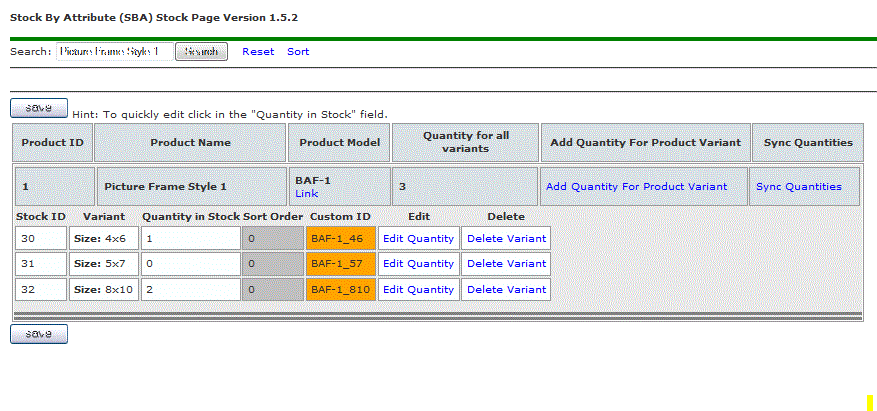 Stock By Attribute (SBA) Stock Page Version 1.5.2
Search: Picture Frame Style 1 Search Reset Sort
save Hint: To quickly edit click in the "Quantity in Stock" field.
Product ID Product Name Product Model Quantity for all variants Add Quantity For Product Variant Sync Quantities
1 Picture Frame Style 1 BAF-1 Link 3 Add Quantity For Product Variant Sync Quantities
Stock ID Variant Quantity in Stock Sort Order Custom ID Edit Delete
30 Size: 4x6 1 0 BAF-1_46 Edit Quantity Delete Variant
31 Size: 5x7 0 0 BAF-1_57 Edit Quantity Delete Variant
32 Size: 8x10 2 0 BAF-1_810 Edit Quantity Delete Variant
save